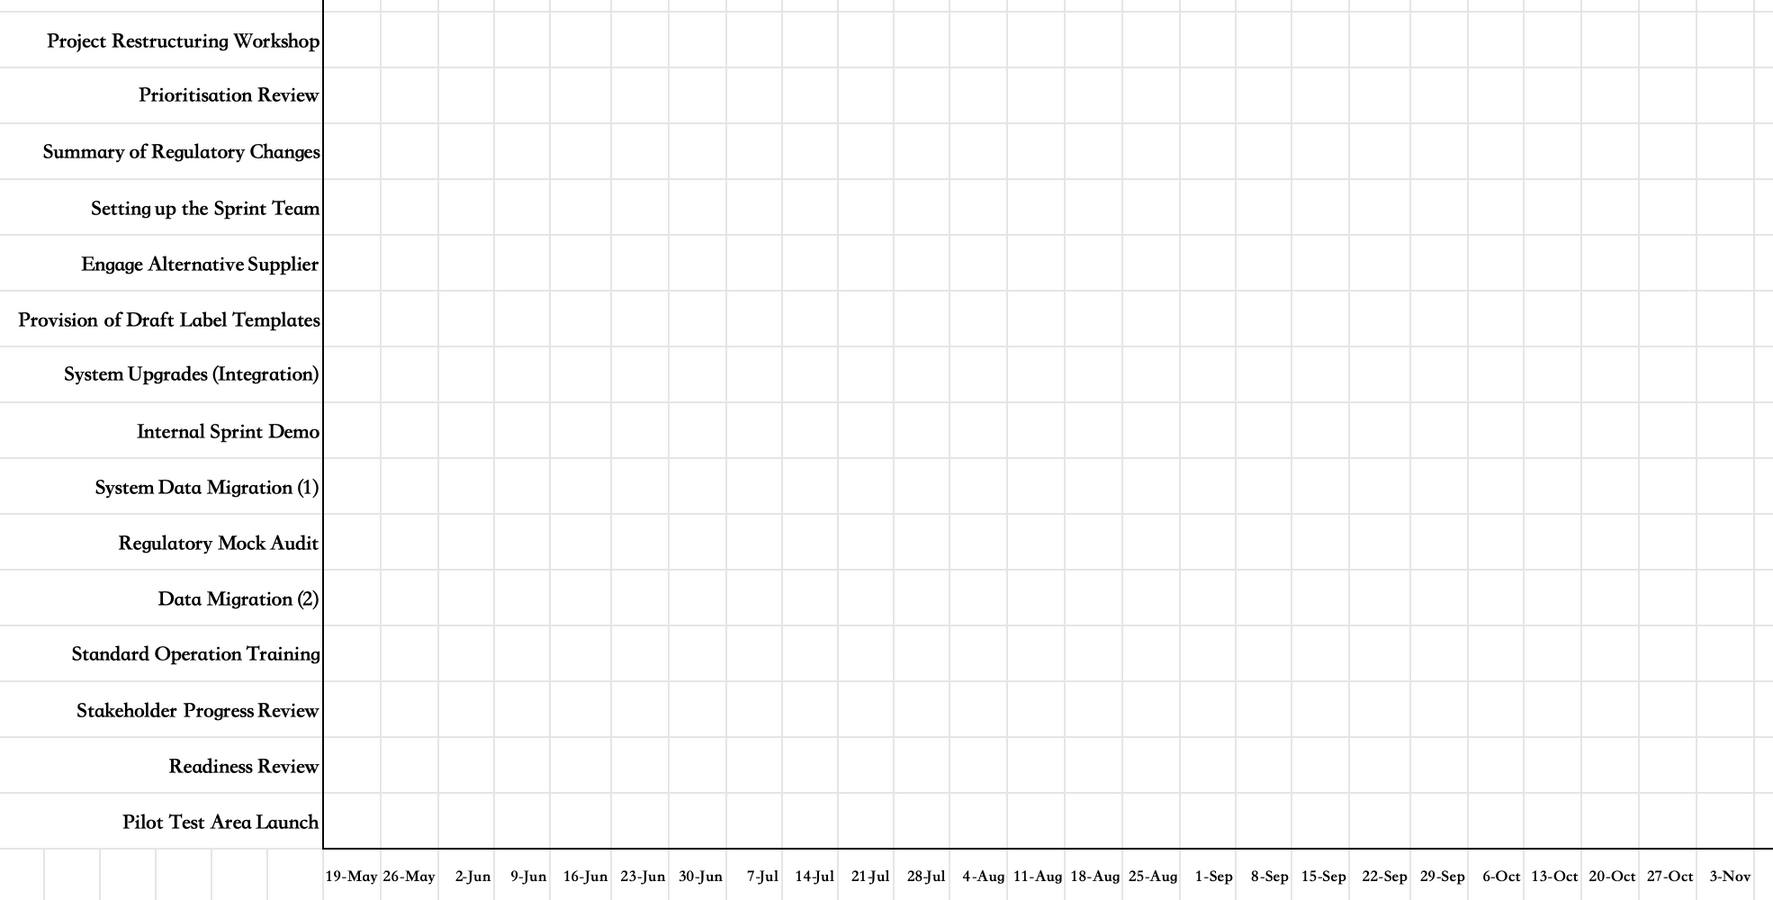 Project Restructuring Workshop
Prioritisation Review
Summary of Regulatory Changes
Setting up the Sprint Team
Engage Alternative Supplier
Provision of Draft Label Templates
System Upgrades (Integration)
Internal Sprint Demo
System Data Migration (1)
Regulatory Mock Audit
Data Migration (2)
Standard Operation Training
Stakeholder Progress Review
Readiness Review
Pilot Test Area Launch
19-May 26-May 2-Jun 9-Jun 16-Jun 23-Jun 30-Jun 7-Jul 14-Jul 21-Jul 28-Jul 4-Aug 11-Aug 18-Aug 25-Aug 1-Sep 8-Sep 15-Sep 22-Sep 29-Sep 6-Oct 13-Oct 20-Oct 27-Oct 3-Nov